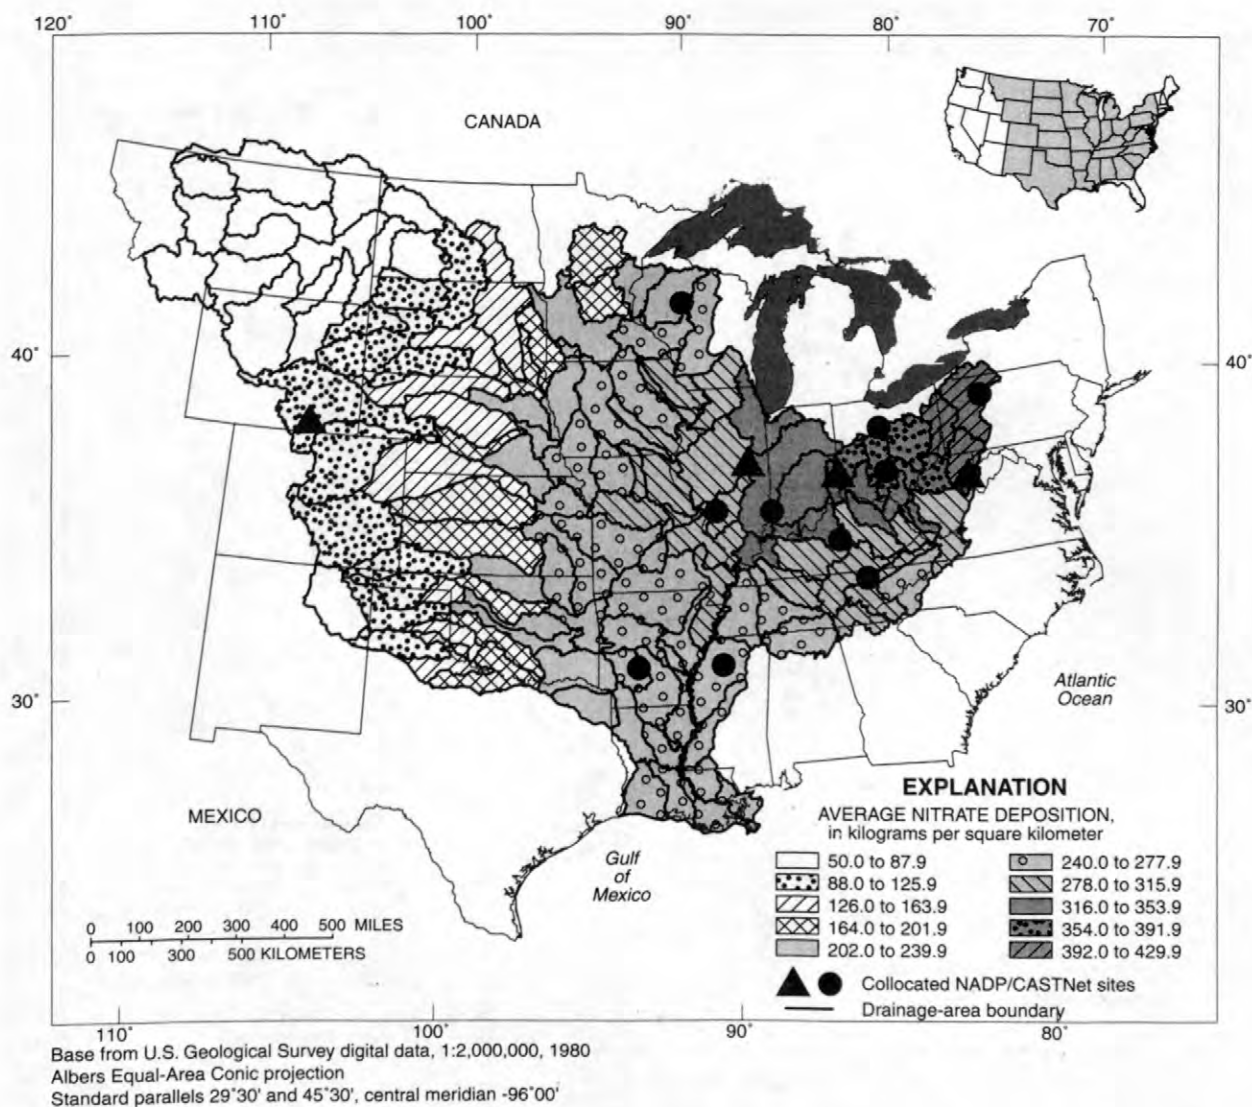 120° 110° 100° 90° 80° 70°
CANADA
40° 40°
30° 30°
Atlantic
Ocean
MEXICO
Gulf
of
Mexico
EXPLANATION
AVERAGE NITRATE DEPOSITION,
in kilograms per square kilometer
50.0 to 87.9 240.0 to 277.9
88.0 to 125.9 278.0 to 315.9
126.0 to 163.9 316.0 to 353.9
164.0 to 201.9 354.0 to 391.9
202.0 to 239.9 392.0 to 429.9
Collocated NADP/CASTNet sites
Drainage-area boundary
0 100 200 300 400 500 MILES
0 100 300 500 KILOMETERS
110° 100° 90° 80°
Base from U.S. Geological Survey digital data, 1:2,000,000, 1980
Albers Equal-Area Conic projection
Standard parallels 29°30' and 45°30', central meridian -96°00'